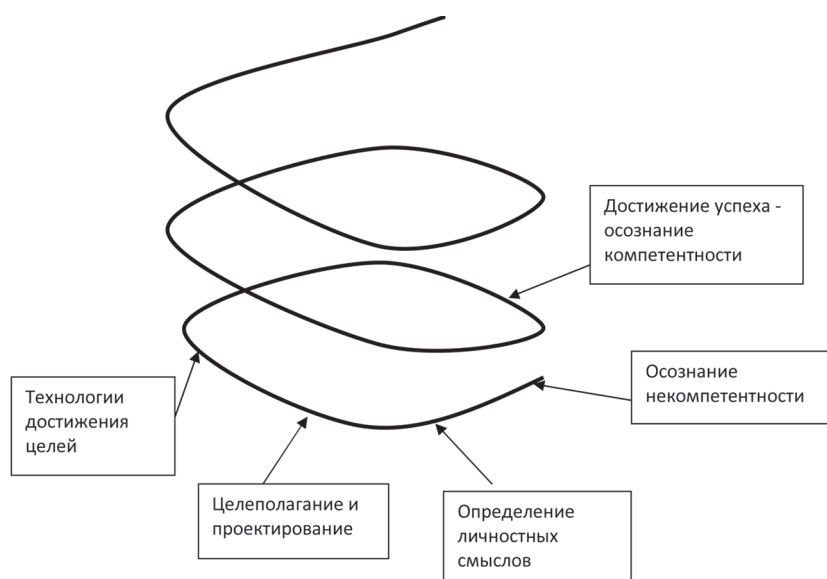 Достижение успеха -
осознание
компетентности
Осознание
некомпетентности
Технологии
достижения
целей
Целеполагание и
проектирование
Определение
личностных
смыслов